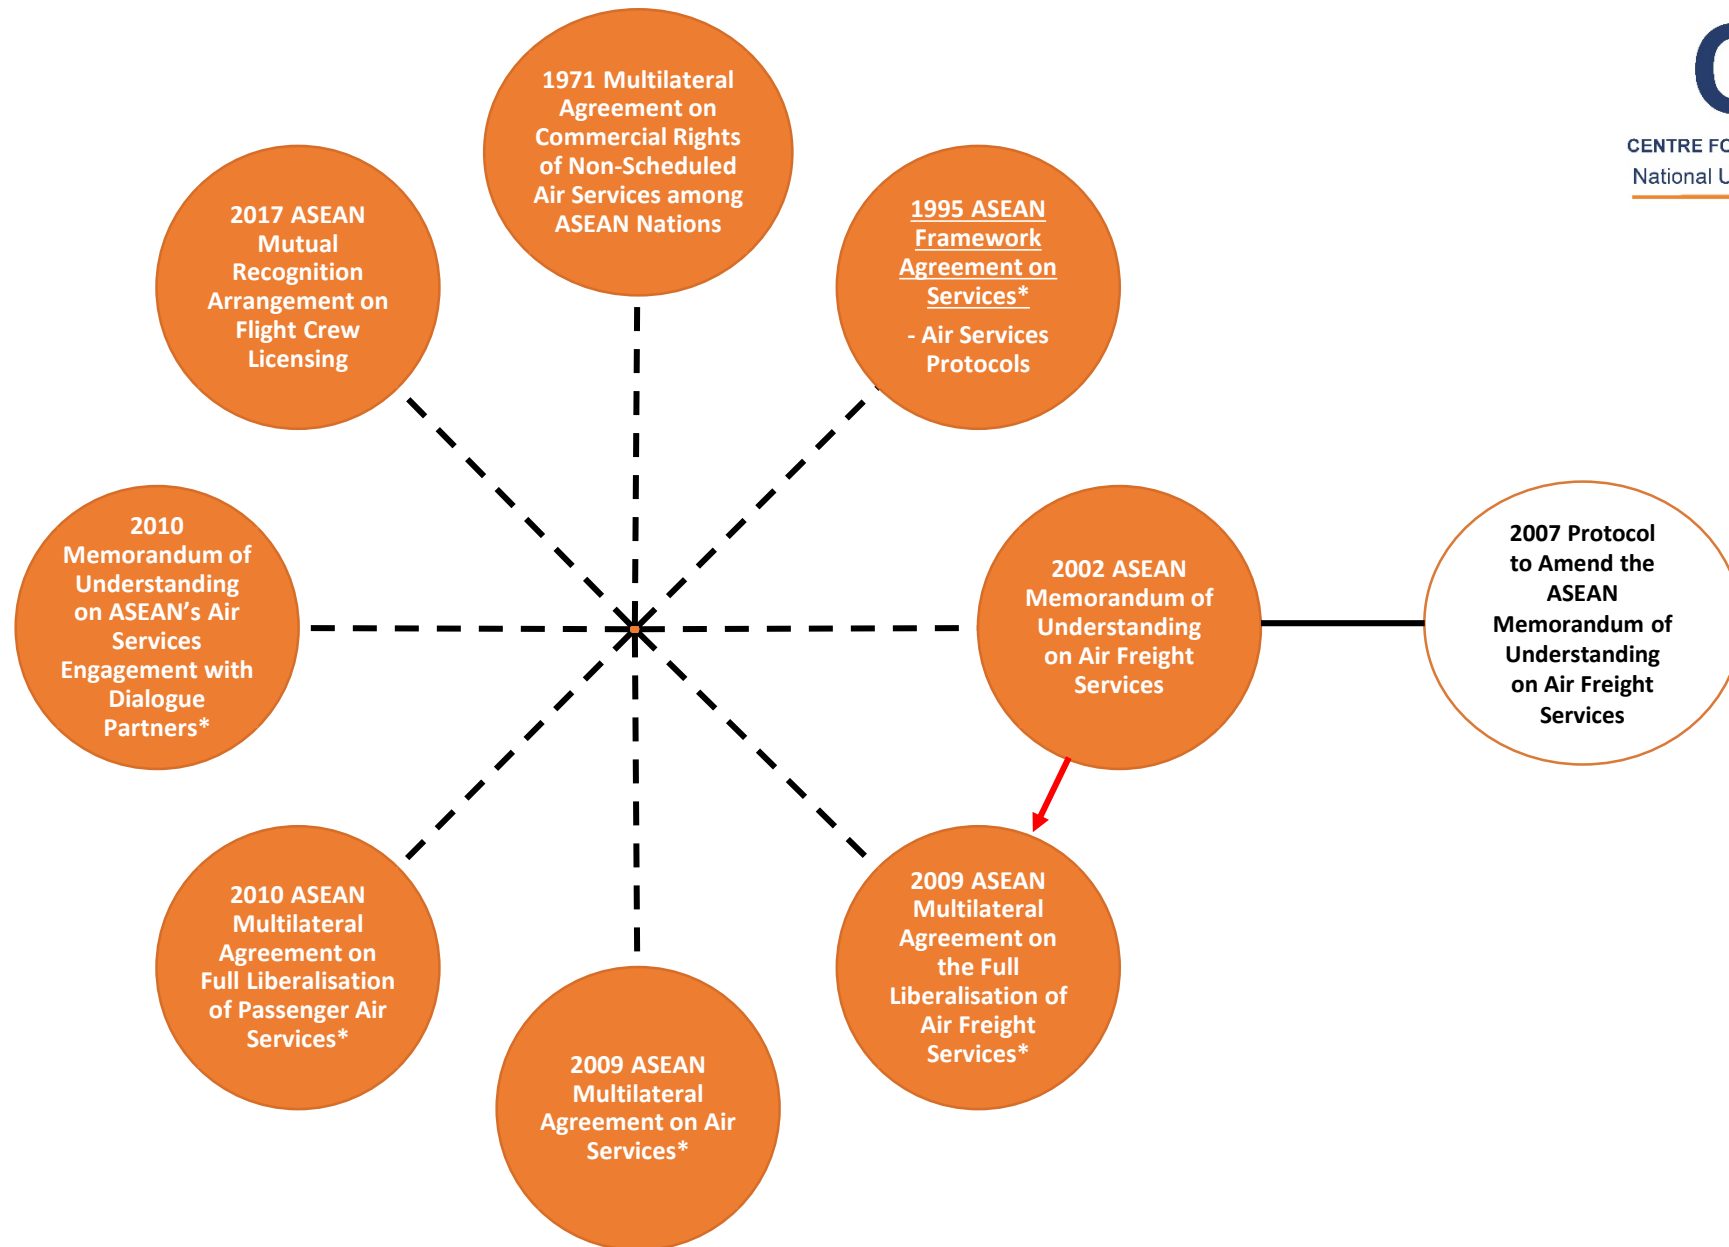 1971 Multilateral
Agreement on
Commercial Rights
of Non-Scheduled
Air Services among
ASEAN Nations
CENTRE FO
National U
1995 ASEAN
Framework
Agreement on
Services*
- Air Services
Protocols
2002 ASEAN
Memorandum of
Understanding
on Air Freight
Services
2007 Protocol
to Amend the
ASEAN
Memorandum of
Understanding
on Air Freight
Services
2009 ASEAN
Multilateral
Agreement on
the Full
Liberalisation of
Air Freight
Services*
2009 ASEAN
Multilateral
Agreement on Air
Services*
2010 ASEAN
Multilateral
Agreement on
Full Liberalisation
of Passenger Air
Services*
2010
Memorandum of
Understanding
on ASEAN’s Air
Services
Engagement with
Dialogue
Partners*
2017 ASEAN
Mutual
Recognition
Arrangement on
Flight Crew
Licensing